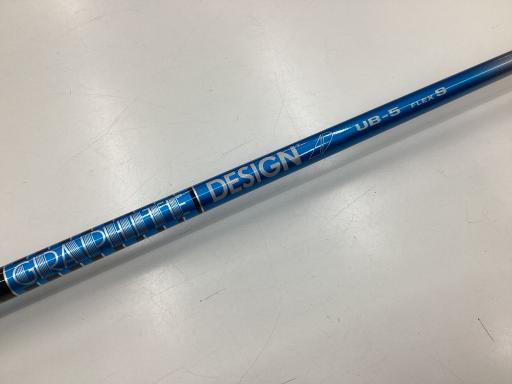 GRAPHITE DESIGN UB-5 FLEX S